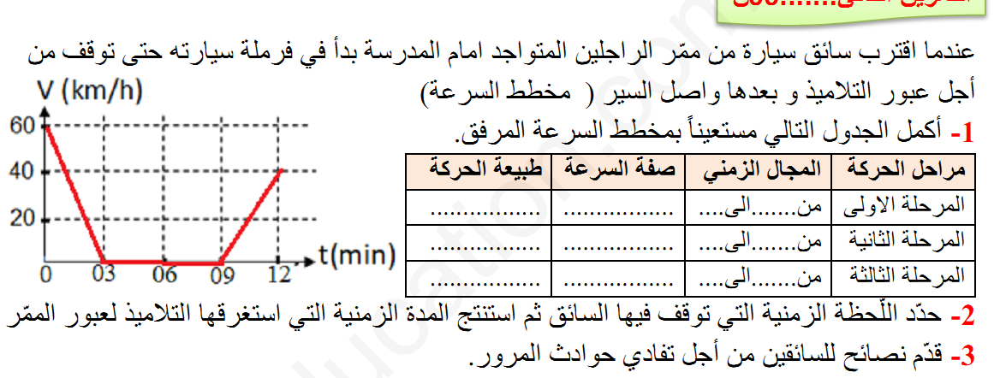 عندما اقترب سائق سيارة من ممّر الراجلين المتواجد امام المدرسة بدأ في فرملة سيارته حتى توقف من
أجل عبور التلاميذ و بعدها واصل السير ( مخطط السرعة)
1- أكمل الجدول التالي مستعيناً بمخطط السرعة المرفق.
مراحل الحركة المجال الزمني صفة السرعة طبيعة الحركة
المرحلة الاولى من.......الى.... ................. .................
المرحلة الثانية من.......الى.... ................. .................
المرحلة الثالثة من.......الى.... ................. .................
V (km/h)
60
40
20
0 03 06 09 12
t(min)
2- حدّد اللّحظة الزمنية التي توقف فيها السائق ثم استنتج المدة الزمنية التي استغرقها التلاميذ لعبور الممّر
3- قدّم نصائح للسائقين من أجل تفادي حوادث المرور.